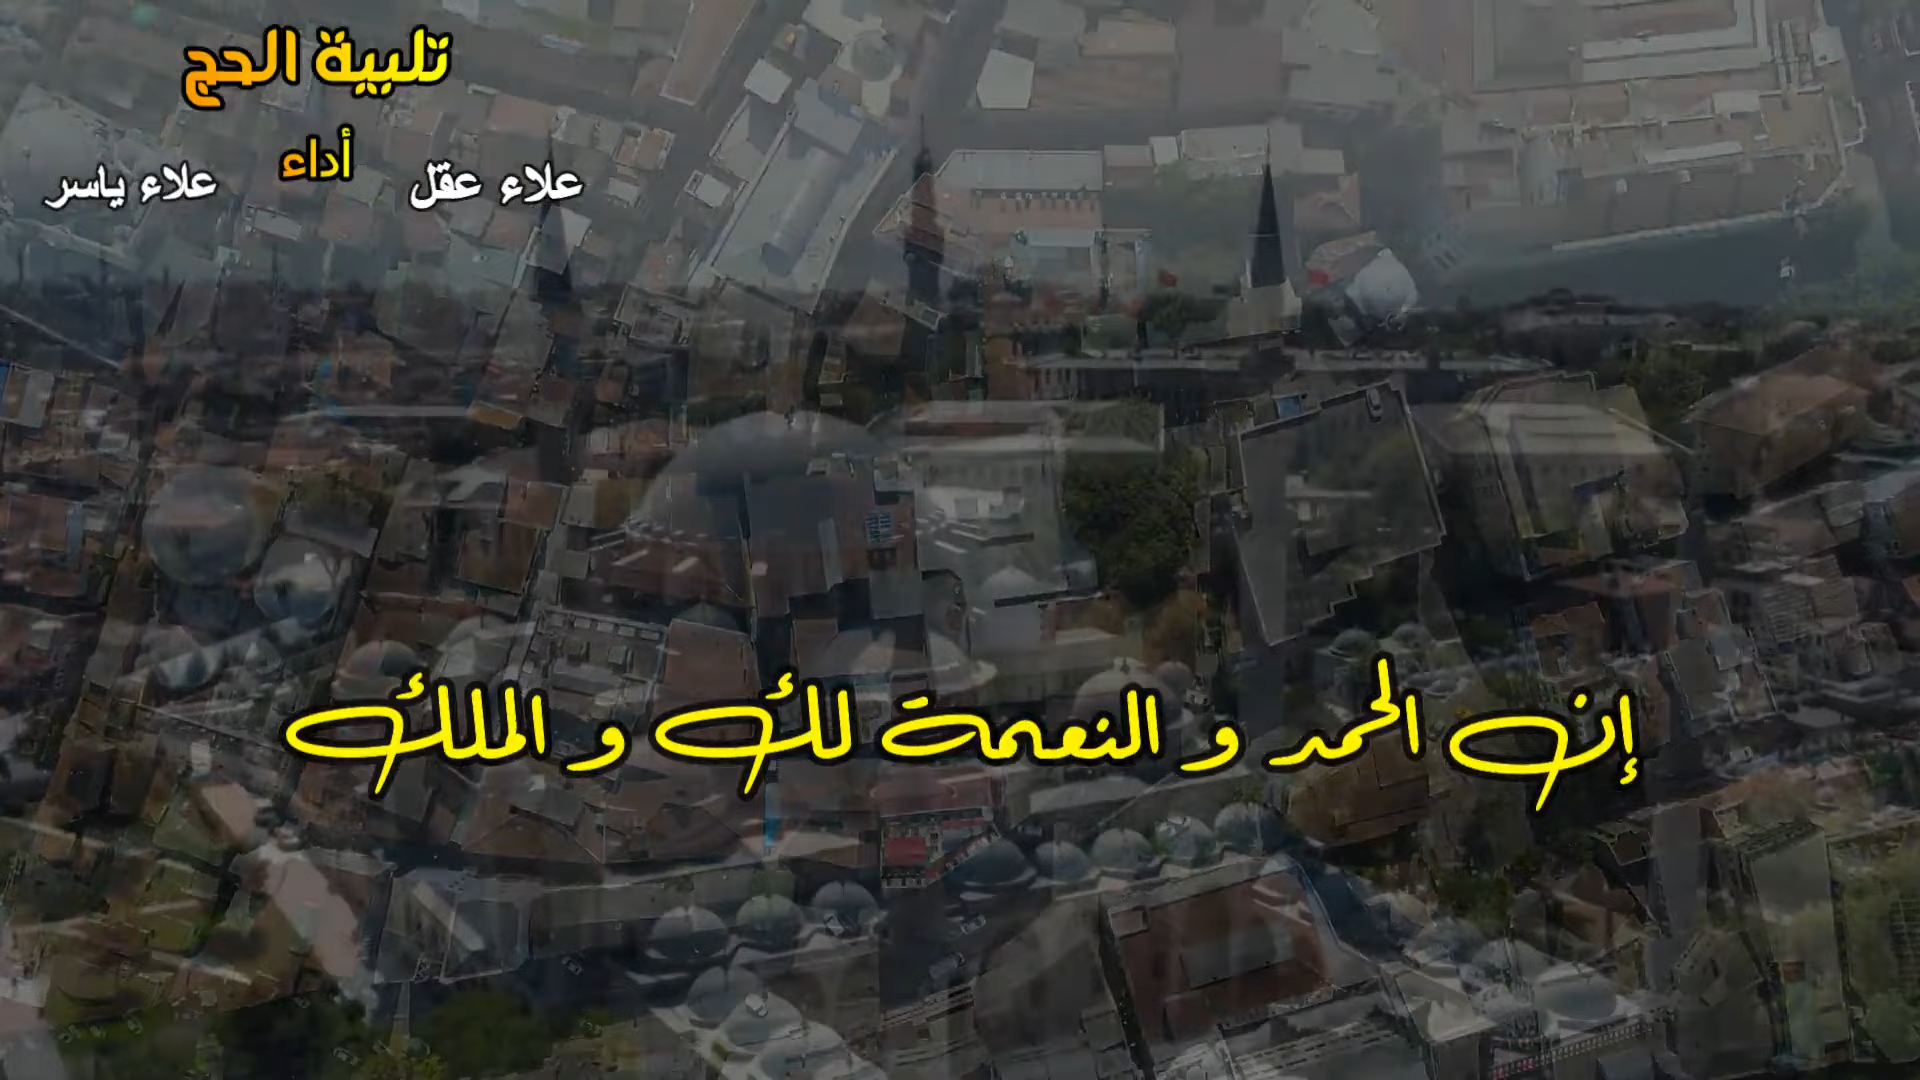 تلبية الحج
أداء
علاء عقل علاء ياسر
إن الحمد و النعمة لك و الملك